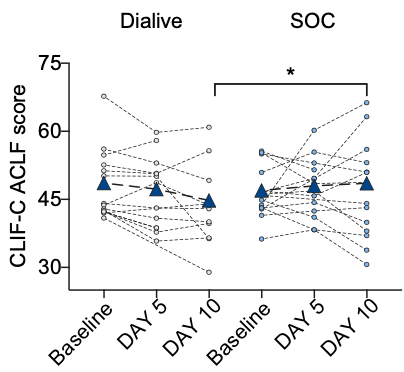 Dialive SOC
*
CLIF-C ACLF score
75
60
45
30
Baseline DAY 5 DAY 10 Baseline DAY 5 DAY 10